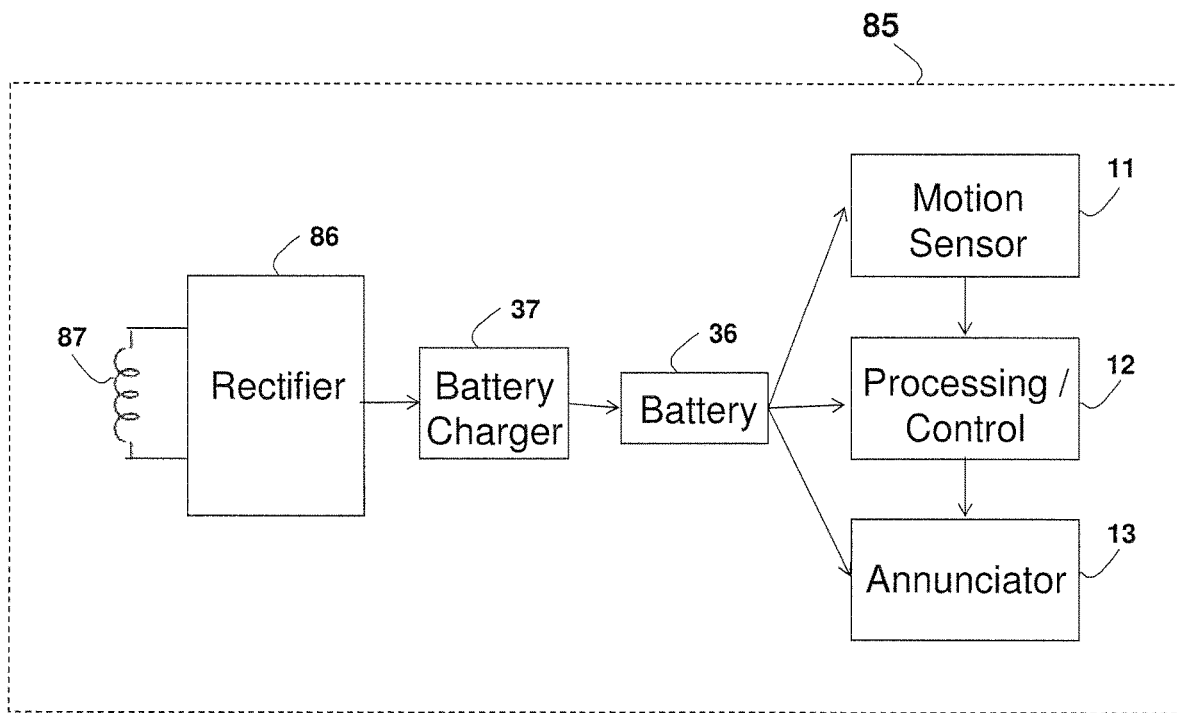 85
11
Motion
Sensor
86
87
Rectifier
37
Battery
Charger
36
Battery
12
Processing /
Control
13
Annunciator